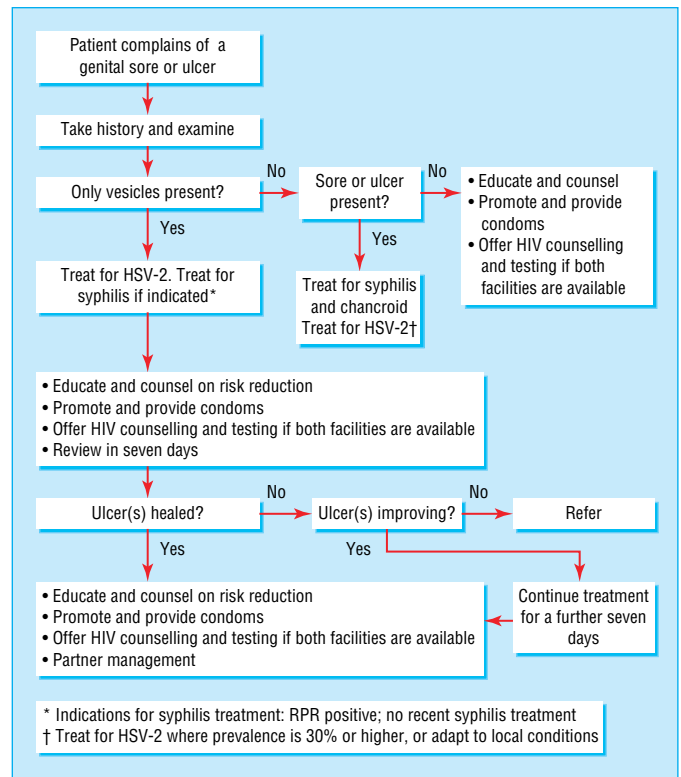 Patient complains of a
genital sore or ulcer
Take history and examine
Only vesicles present?
No
Sore or ulcer
present?
No
• Educate and counsel
• Promote and provide
condoms
• Offer HIV counselling
and testing if both
facilities are available
Yes
Yes
Treat for HSV-2. Treat for
syphilis if indicated*
Treat for syphilis
and chancroid
Treat for HSV-2†
• Educate and counsel on risk reduction
• Promote and provide condoms
• Offer HIV counselling and testing if both facilities are available
• Review in seven days
Ulcer(s) healed?
No
Ulcer(s) improving?
No
Refer
Yes
Yes
• Educate and counsel on risk reduction
• Promote and provide condoms
• Offer HIV counselling and testing if both facilities are available
• Partner management
Continue treatment
for a further seven
days
* Indications for syphilis treatment: RPR positive; no recent syphilis treatment
† Treat for HSV-2 where prevalence is 30% or higher, or adapt to local conditions